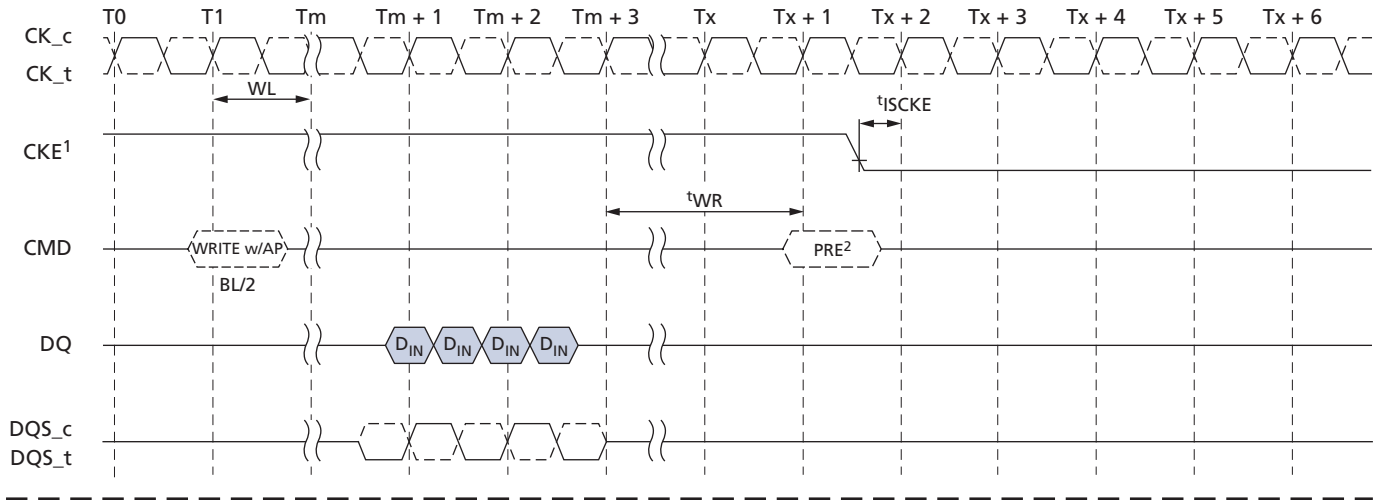 T0 T1 Tm Tm + 1 Tm + 2 Tm + 3 Tx Tx + 1 Tx + 2 Tx + 3 Tx + 4 Tx + 5 Tx + 6
CK_c
CK_t
WL
tISCKE
CKE1
tWR
CMD WRITE w/AP PRE2
BL/2
DQ DIN DIN DIN DIN
DQS_c
DQS_t